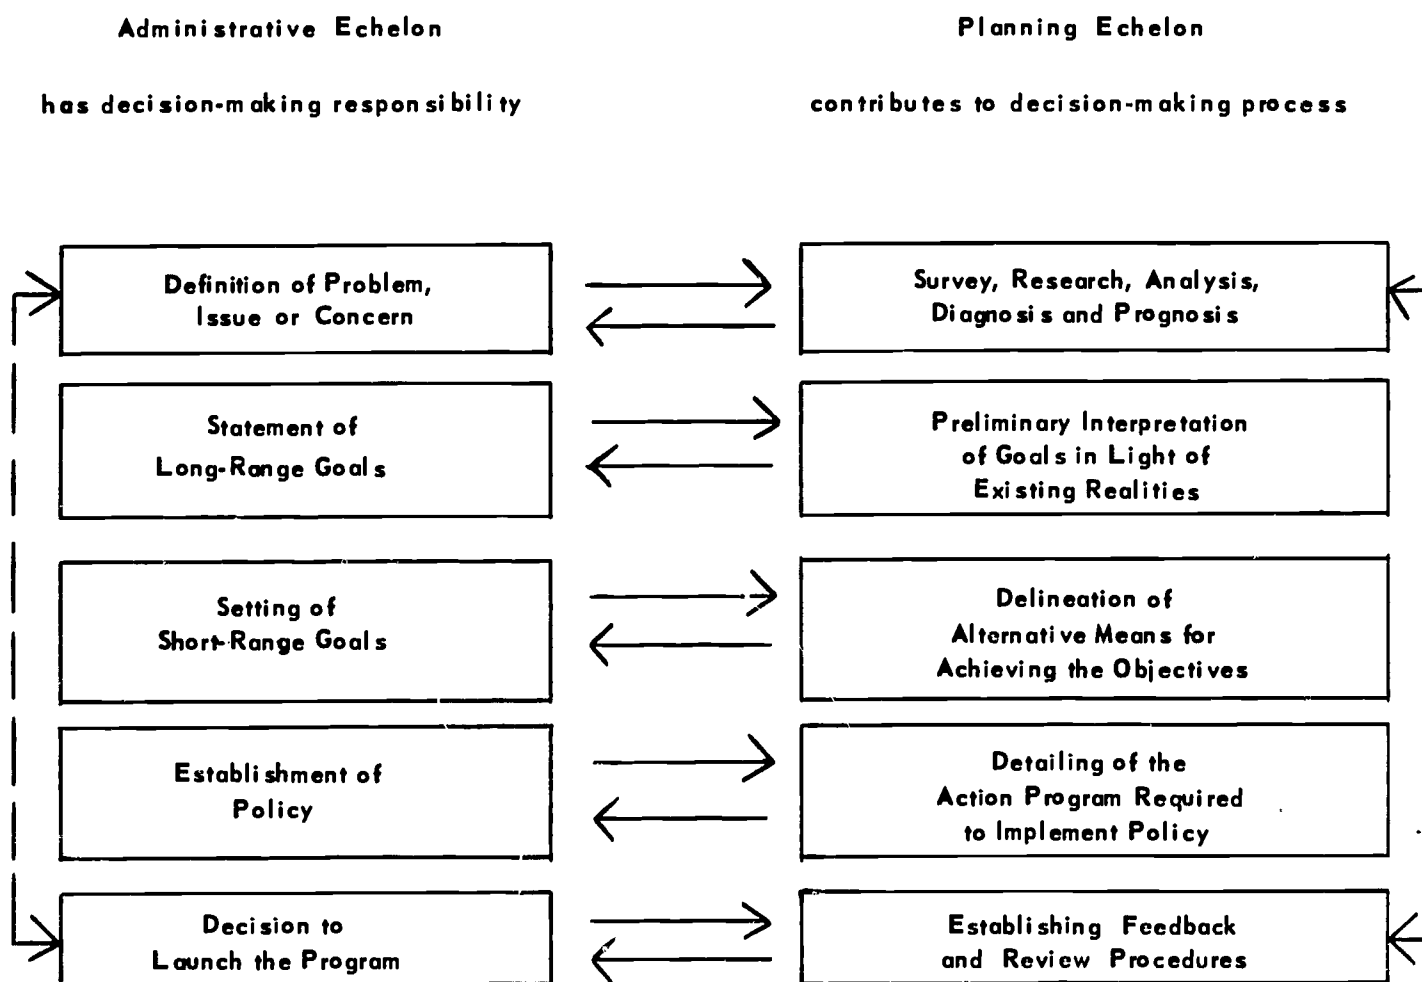 Administrative Echelon
has decision-making responsibility
Planning Echelon
contributes to decision-making process
Definition of Problem,
Issue or Concern
Survey, Research, Analysis,
Diagnosis and Prognosis
Statement of
Long-Range Goals
Preliminary Interpretation
of Goals in Light of
Existing Realities
Setting of
Short-Range Goals
Delineation of
Alternative Means for
Achieving the Objectives
Establishment of
Policy
Detailing of the
Action Program Required
to Implement Policy
Decision to
Launch the Program
Establishing Feedback
and Review Procedures